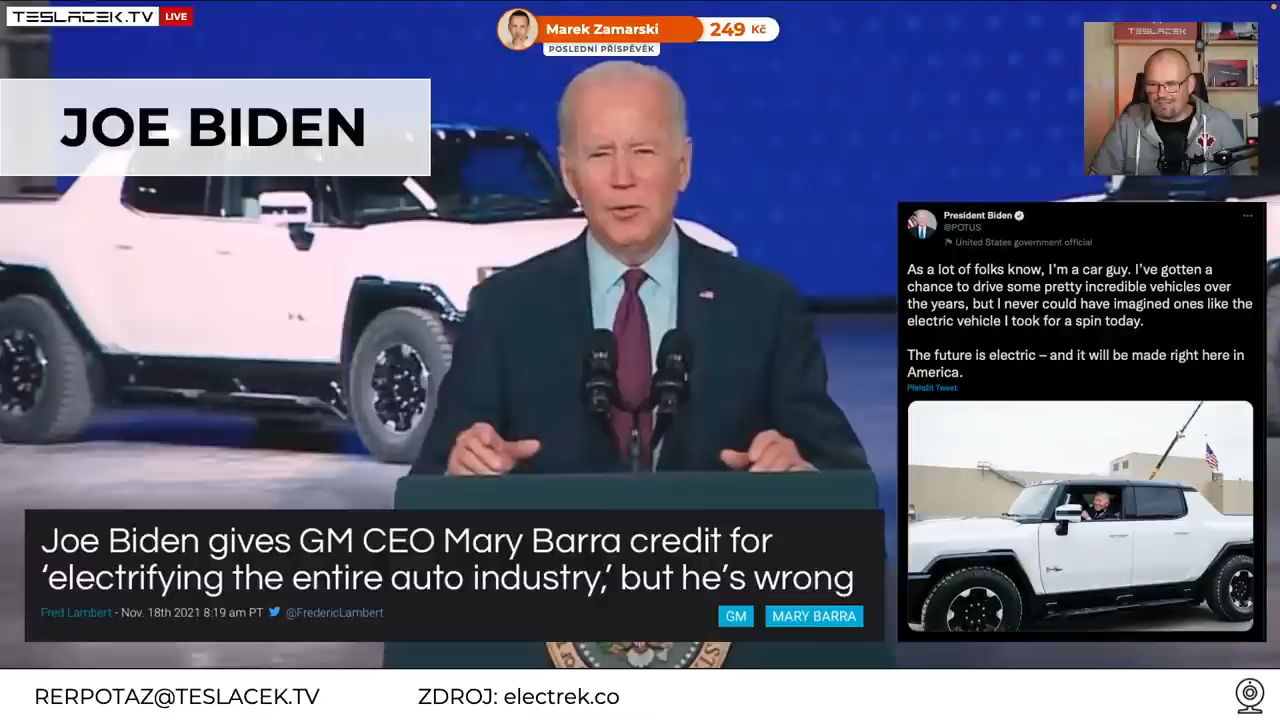 TESLACEK.TV LIVE
Marek Zamarski 249 Kč
POSLEDNÍ PŘÍSPĚVEK
TESLACEK
JOE BIDEN
President Biden
@POTUS
United States government official
As a lot of folks know, I'm a car guy. I've gotten a
chance to drive some pretty incredible vehicles over
the years, but I never could have imagined ones like the
electric vehicle I took for a spin today.
The future is electric – and it will be made right here in
America.
Přeložit Tweet
Joe Biden gives GM CEO Mary Barra credit for
‘electrifying the entire auto industry,’ but he’s wrong
Fred Lambert - Nov. 18th 2021 8:19 am PT @FredericLambert
GM MARY BARRA
RERPOTAZ@TESLACEK.TV
ZDROJ: electrek.co